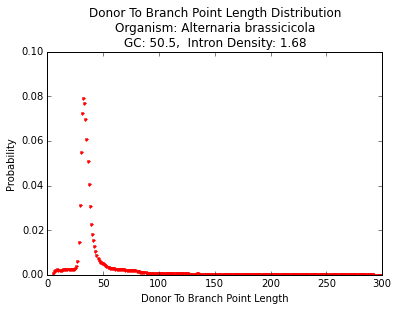 Donor To Branch Point Length Distribution
Organism: Alternaria brassicicola
GC: 50.5,  Intron Density: 1.68
0.10
0.08
0.06
0.04
0.02
0.00
Probability
0 50 100 150 200 250 300
Donor To Branch Point Length